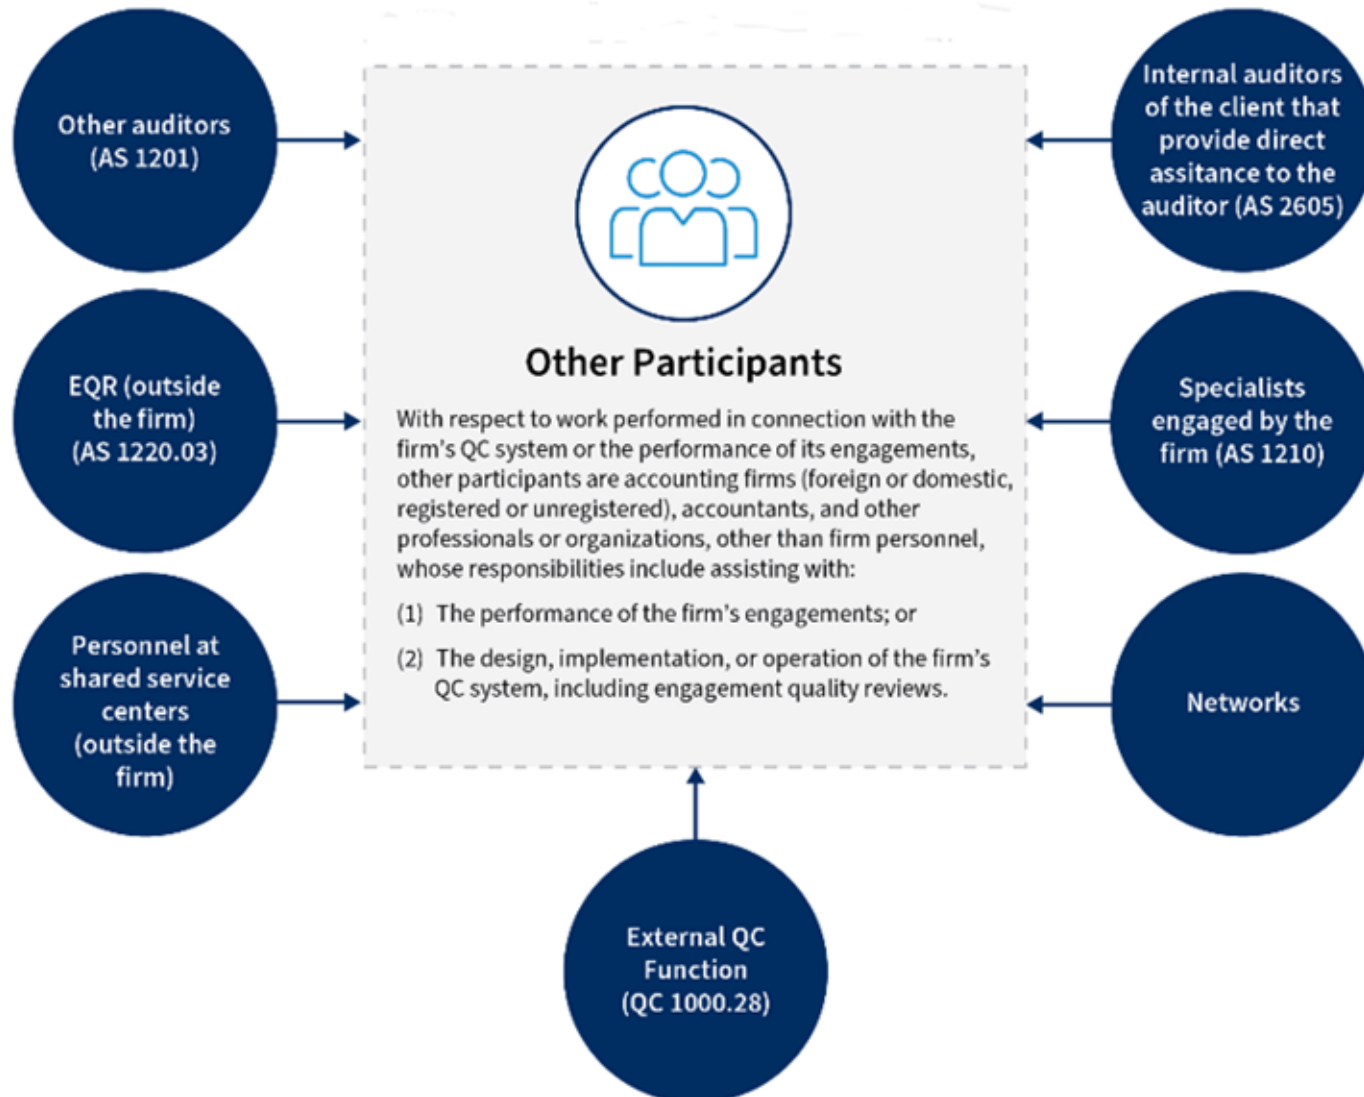 Other auditors
(AS 1201)
EQR (outside
the firm)
(AS 1220.03)
Personnel at
shared service
centers
(outside the
firm)
Other Participants
With respect to work performed in connection with the
firm's QC system or the performance of its engagements,
other participants are accounting firms (foreign or domestic,
registered or unregistered), accountants, and other
professionals or organizations, other than firm personnel,
whose responsibilities include assisting with:
(1) The performance of the firm's engagements; or
(2) The design, implementation, or operation of the firm's
QC system, including engagement quality reviews.
Internal auditors
of the client that
provide direct
assitance to the
auditor (AS 2605)
Specialists
engaged by the
firm (AS 1210)
Networks
External QC
Function
(QC 1000.28)